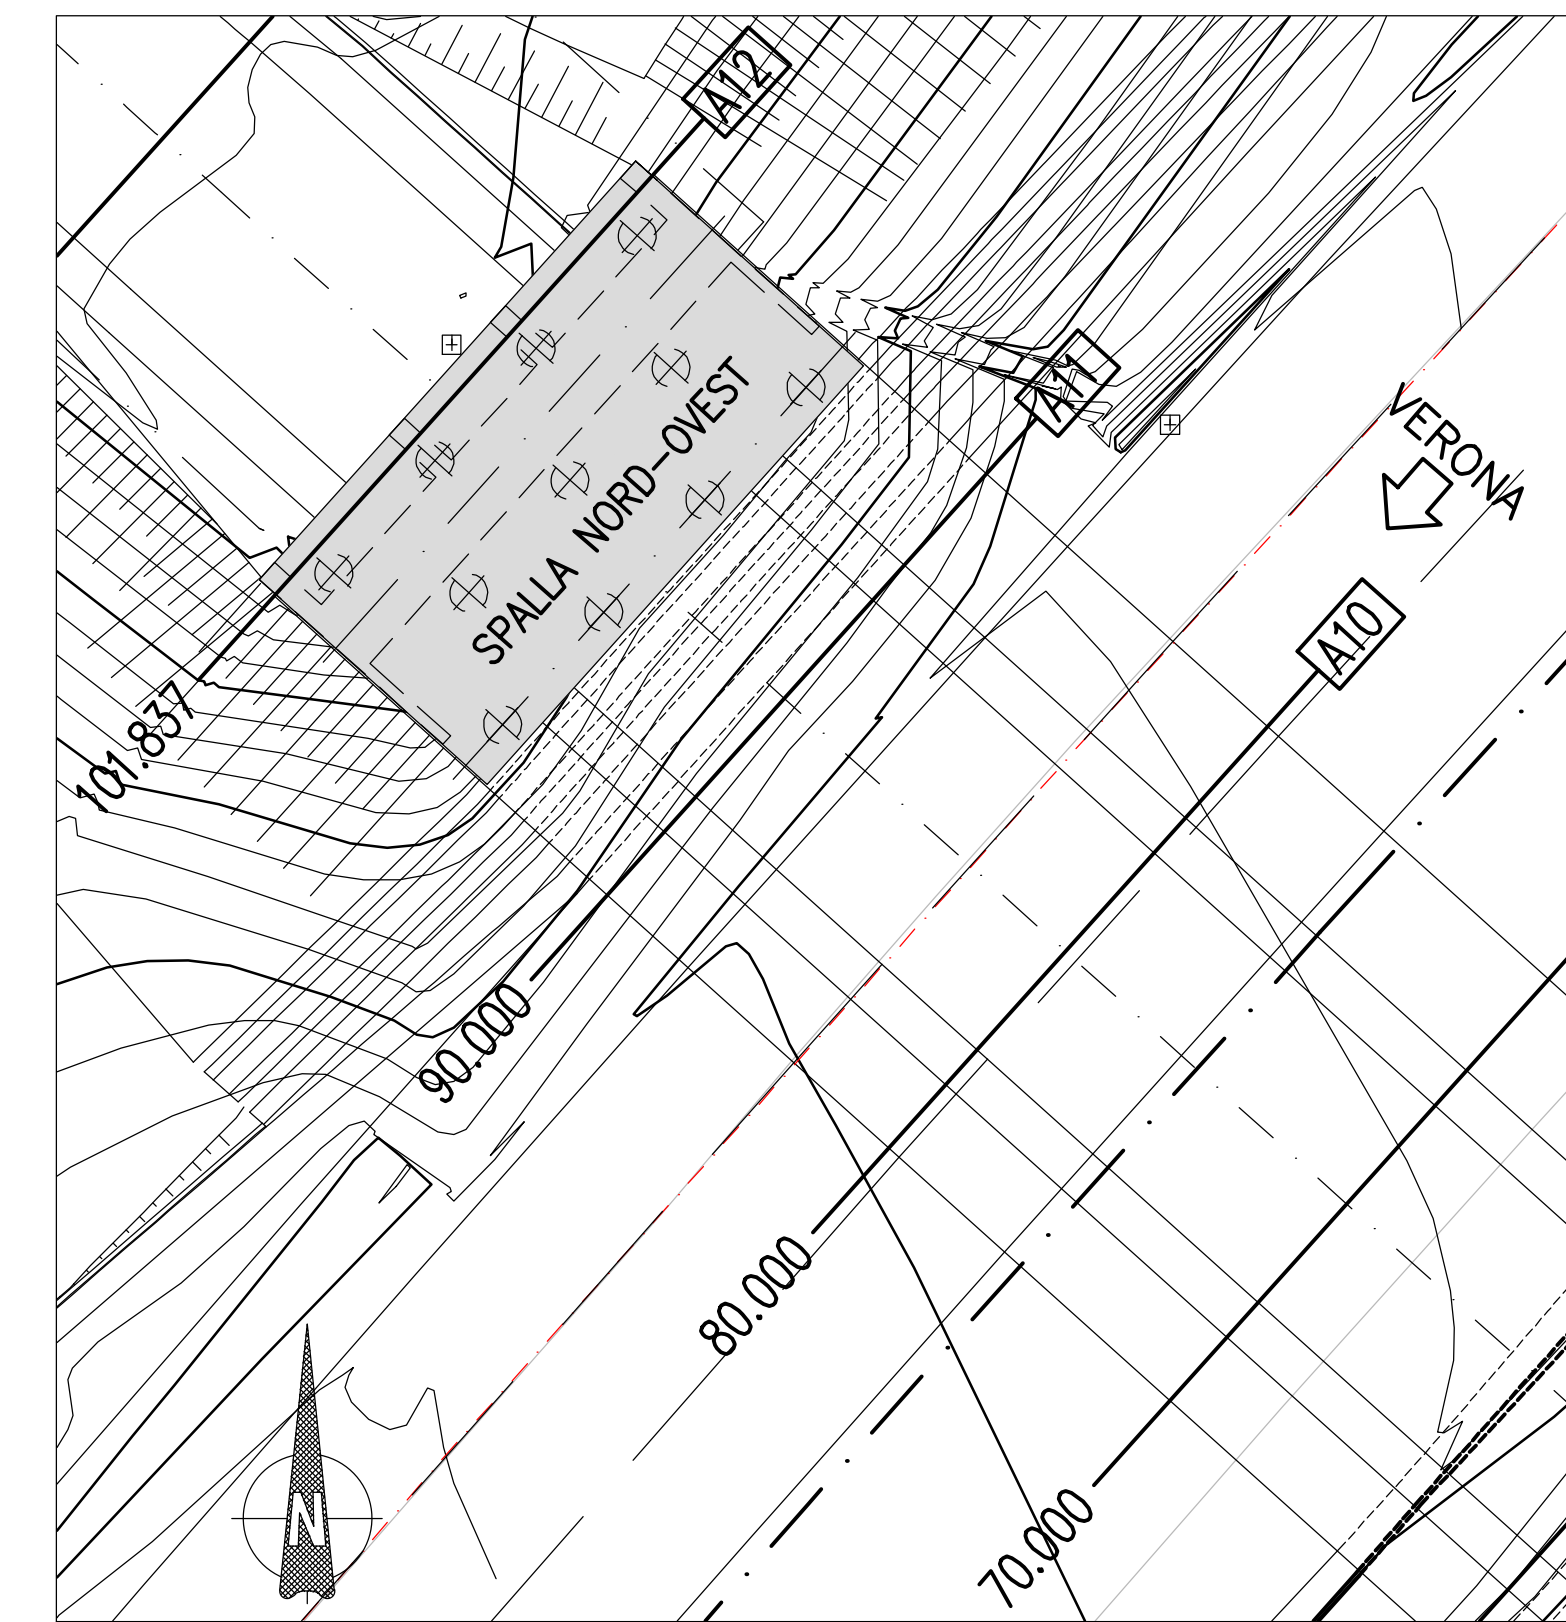 A12
A11
VERONA
SPALLA NORD-OVEST
A10
101.837
90.000
80.000
70.000
N